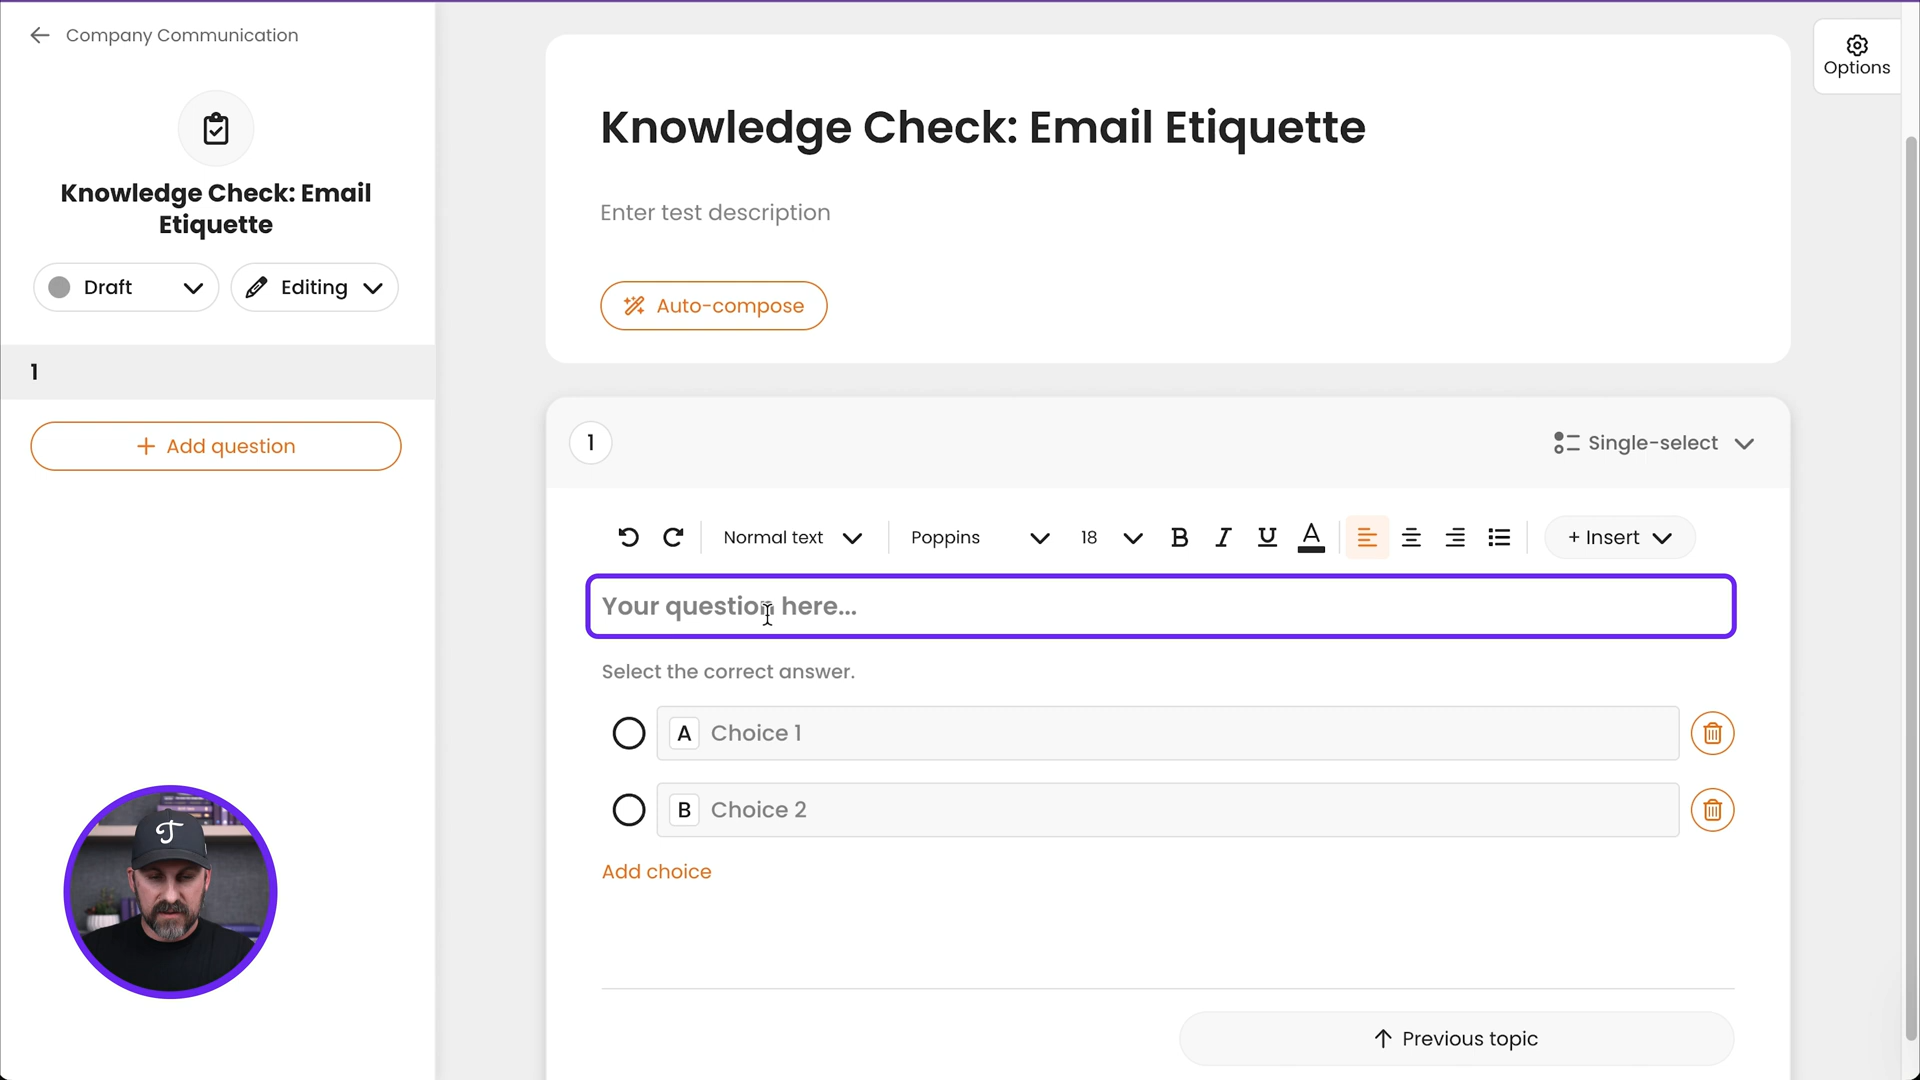 Company Communication
Knowledge Check: Email
Etiquette
Draft
Editing
1
+ Add question
Options
Knowledge Check: Email Etiquette
Enter test description
Auto-compose
1
Single-select
Normal text
Poppins
18
B I U A
+ Insert
Your question here...
Select the correct answer.
A Choice 1
B Choice 2
Add choice
Previous topic
T